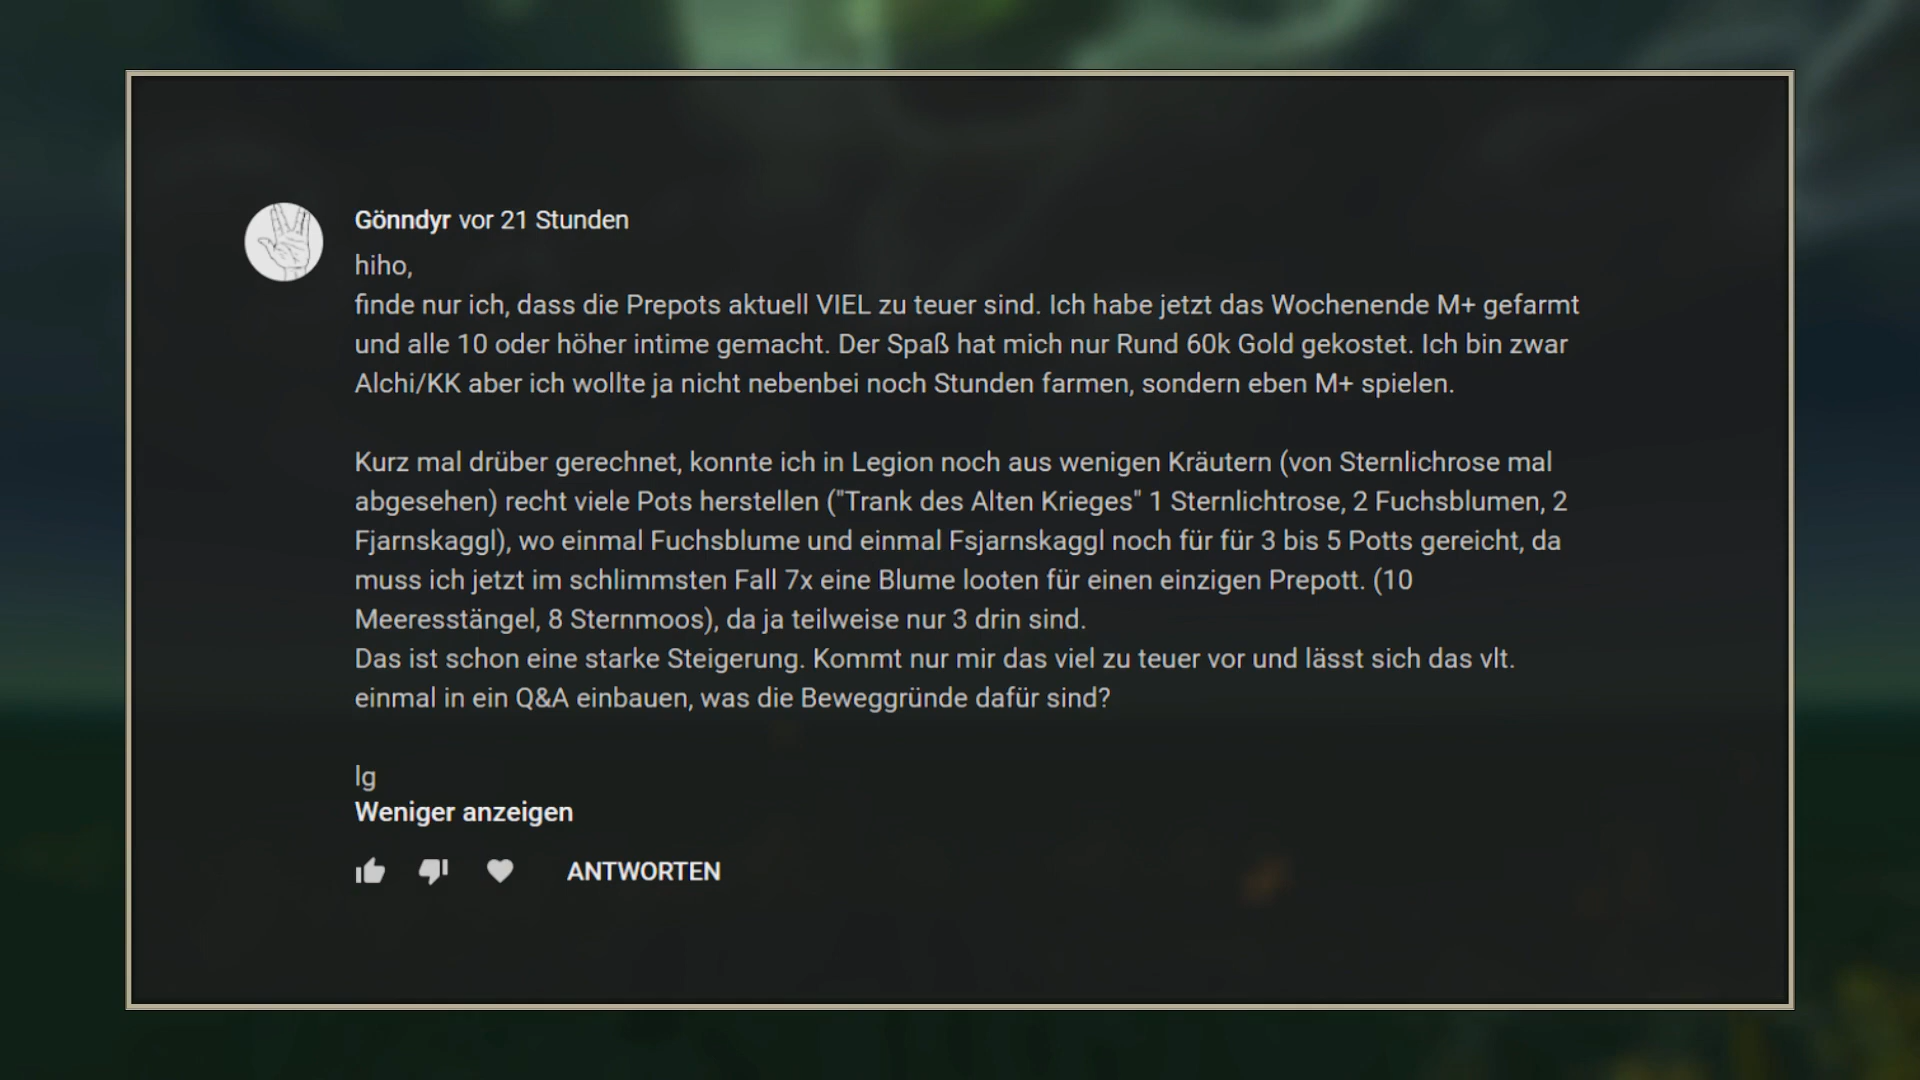 Gönndyr vor 21 Stunden
hiho,
finde nur ich, dass die Prepots aktuell VIEL zu teuer sind. Ich habe jetzt das Wochenende M+ gefarmt
und alle 10 oder höher intime gemacht. Der Spaß hat mich nur Rund 60k Gold gekostet. Ich bin zwar
Alchi/KK aber ich wollte ja nicht nebenbei noch Stunden farmen, sondern eben M+ spielen.
Kurz mal drüber gerechnet, konnte ich in Legion noch aus wenigen Kräutern (von Sternlichrose mal
abgesehen) recht viele Pots herstellen ("Trank des Alten Krieges" 1 Sternlichtrose, 2 Fuchsblumen, 2
Fjarnskaggl), wo einmal Fuchsblume und einmal Fsjarnskaggl noch für für 3 bis 5 Potts gereicht, da
muss ich jetzt im schlimmsten Fall 7x eine Blume looten für einen einzigen Prepott. (10
Meeresstängel, 8 Sternmoos), da ja teilweise nur 3 drin sind.
Das ist schon eine starke Steigerung. Kommt nur mir das viel zu teuer vor und lässt sich das vlt.
einmal in ein Q&A einbauen, was die Beweggründe dafür sind?
lg
Weniger anzeigen
ANTWORTEN